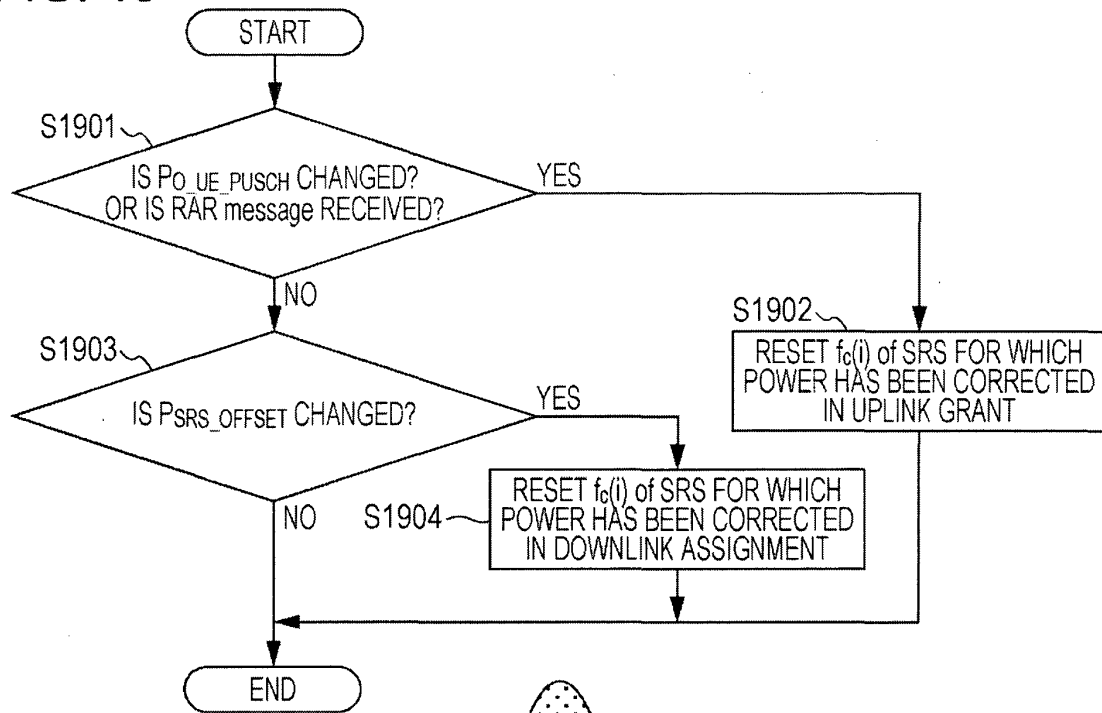 START
S1901
IS PO_UE_PUSCH CHANGED?
OR IS RAR message RECEIVED?
YES
NO
S1902
RESET fc(i) of SRS FOR WHICH
POWER HAS BEEN CORRECTED
IN UPLINK GRANT
S1903
IS PSRS_OFFSET CHANGED?
YES
NO
S1904
RESET fc(i) of SRS FOR WHICH
POWER HAS BEEN CORRECTED
IN DOWNLINK ASSIGNMENT
END